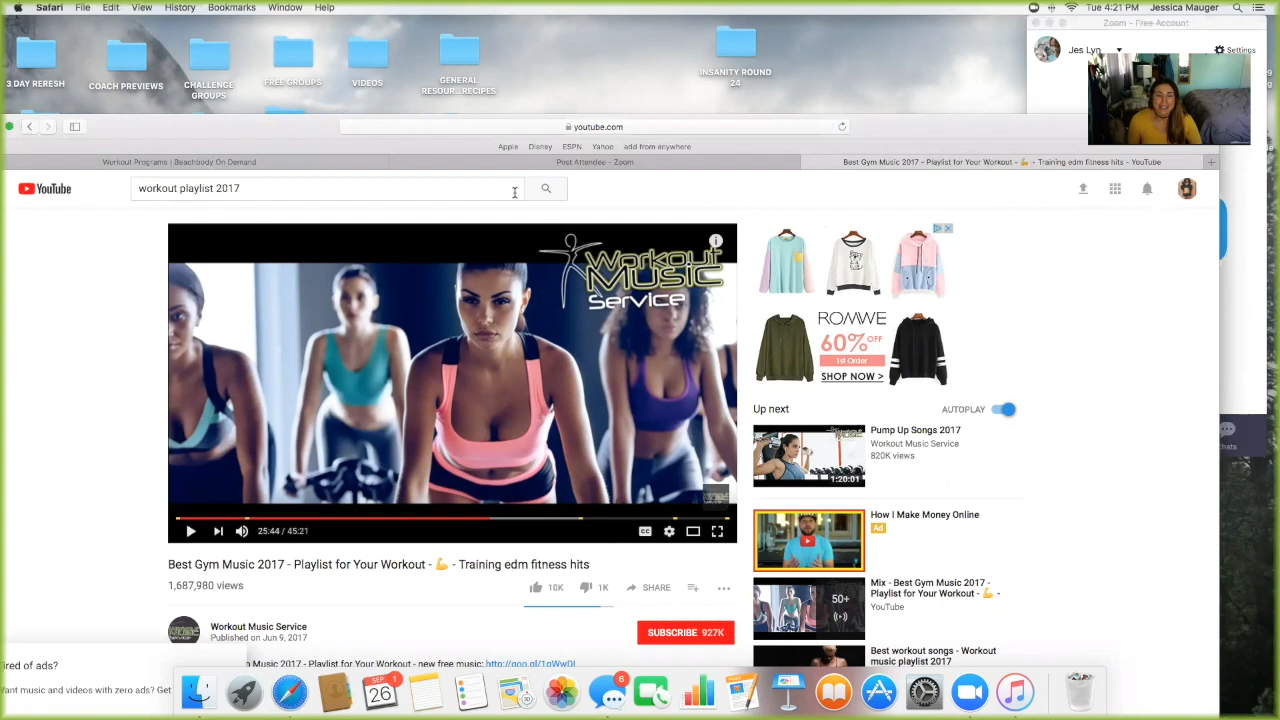 Safari File Edit View History Bookmarks Window Help
Tue 4:21 PM Jessica Mauger
Zoom - Free Account
Jes Lyn
Settings
3 DAY RERESH
COACH PREVIEWS
CHALLENGE
GROUPS
FREE GROUPS
VIDEOS
GENERAL
RESOUR...RECIPES
INSANITY ROUND
24
youtube.com
Apple Disney ESPN Yahoo add from anywhere
Workout Programs | Beachbody On Demand
Post Attendee - Zoom
Best Gym Music 2017 - Playlist for Your Workout - 💪 - Training edm fitness hits - YouTube
YouTube
workout playlist 2017
Workout
Music
Service
25:44 / 45:21
CC
ROMWE
60% OFF
1st Order
SHOP NOW >
Up next
AUTOPLAY
Pump Up Songs 2017
Workout Music Service
820K views
1:20:01
How I Make Money Online
Ad
Mix - Best Gym Music 2017 -
Playlist for Your Workout - 💪 -
YouTube
50+
Best workout songs - Workout
music playlist 2017
Best Gym Music 2017 - Playlist for Your Workout - 💪 - Training edm fitness hits
1,687,980 views
10K
1K
SHARE
Workout Music Service
Published on Jun 9, 2017
SUBSCRIBE 927K
Music 2017 - Playlist for Your Workout - new free music:
ired of ads?
Want music and videos with zero ads? Get
SEP
26
1
6